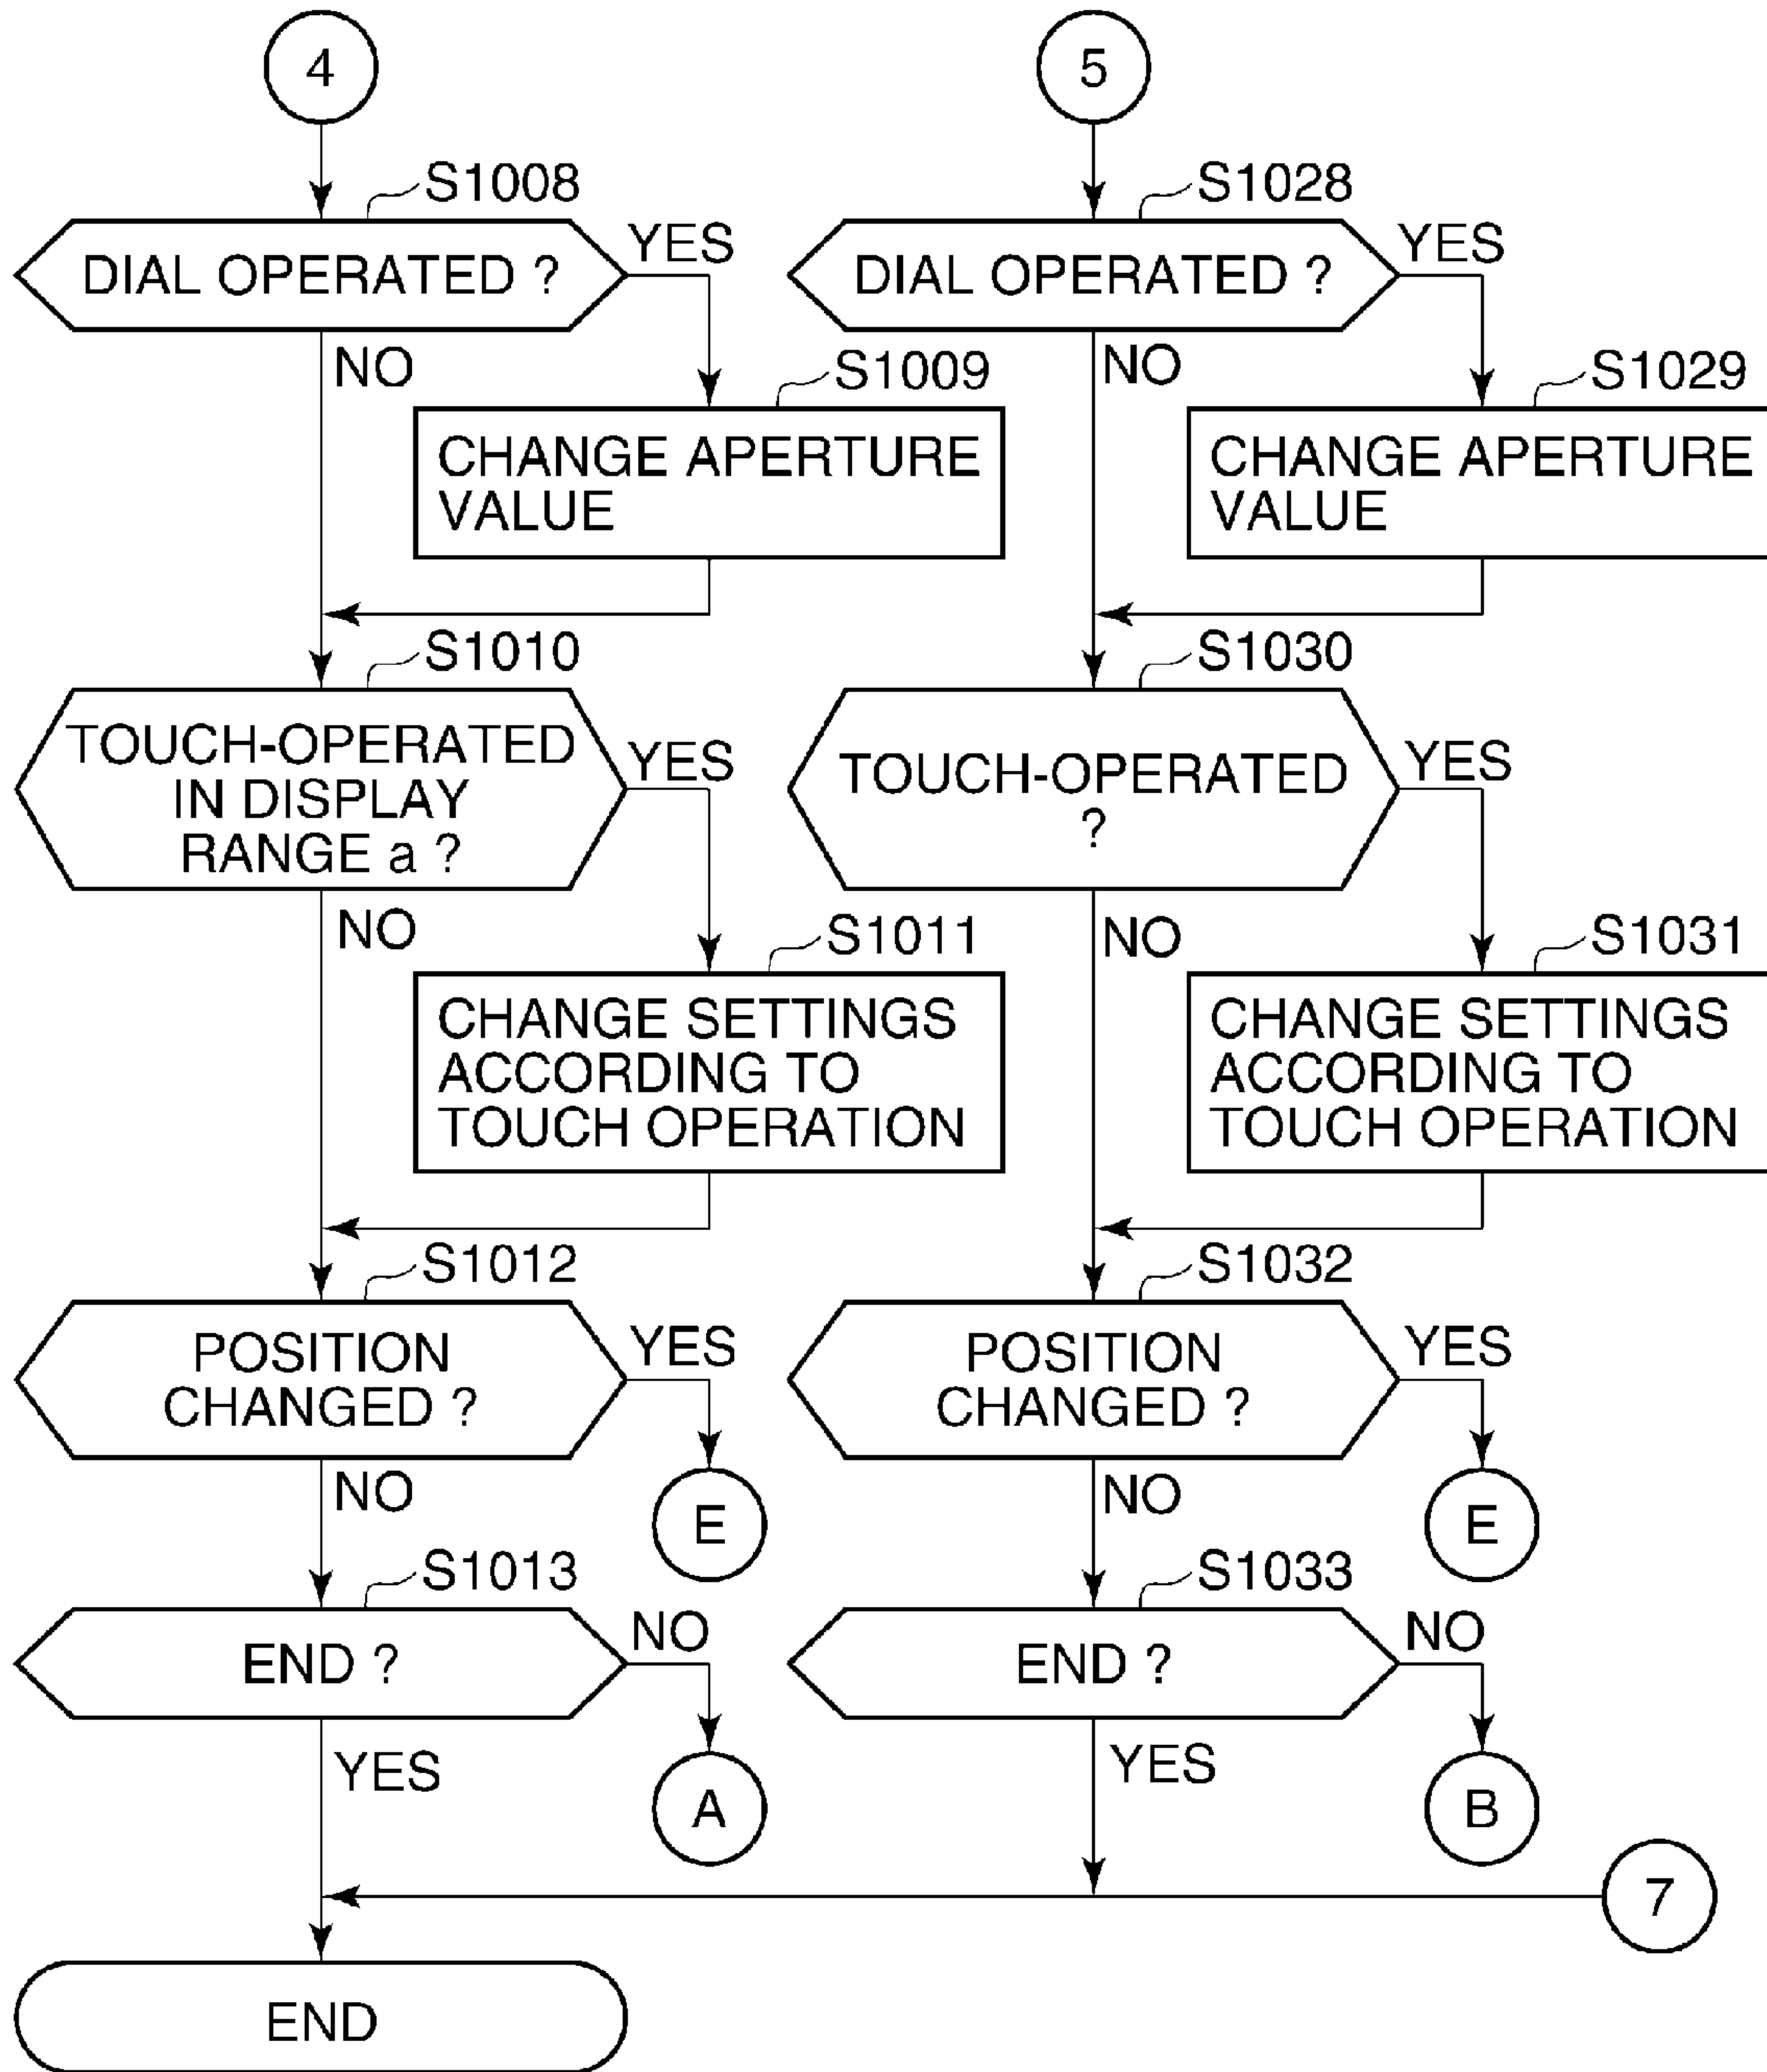 4
S1008
DIAL OPERATED ?
YES
NO
S1009
CHANGE APERTURE
VALUE
S1010
TOUCH-OPERATED
IN DISPLAY
RANGE a ?
YES
NO
S1011
CHANGE SETTINGS
ACCORDING TO
TOUCH OPERATION
S1012
POSITION
CHANGED ?
YES
E
NO
S1013
END ?
NO
A
YES
END
5
S1028
DIAL OPERATED ?
YES
NO
S1029
CHANGE APERTURE
VALUE
S1030
TOUCH-OPERATED
?
YES
NO
S1031
CHANGE SETTINGS
ACCORDING TO
TOUCH OPERATION
S1032
POSITION
CHANGED ?
YES
E
NO
S1033
END ?
NO
B
YES
7